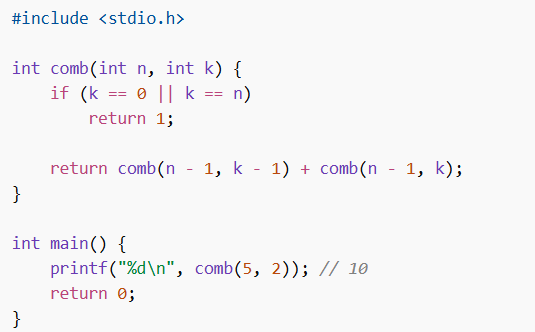 #include <stdio.h>

int comb(int n, int k) {
    if (k == 0 || k == n)
        return 1;

    return comb(n - 1, k - 1) + comb(n - 1, k);
}

int main() {
    printf("%d\n", comb(5, 2)); // 10
    return 0;
}